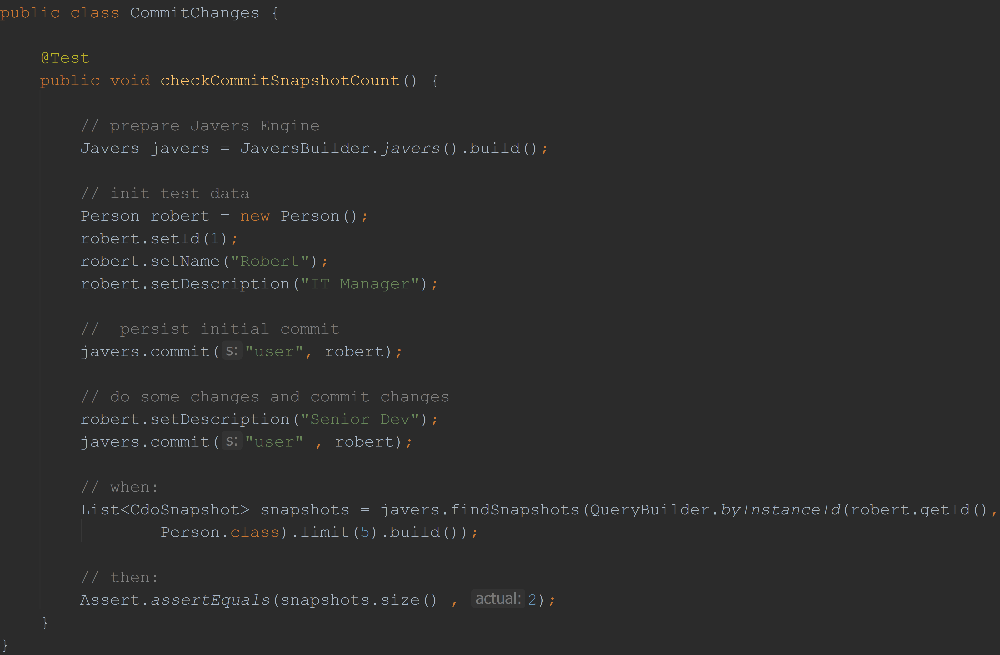 public class CommitChanges {
@Test
public void checkCommitSnapshotCount() {
// prepare Javers Engine
Javers javers = JaversBuilder.javers().build();
// init test data
Person robert = new Person();
robert.setId(1);
robert.setName("Robert");
robert.setDescription("IT Manager");
//  persist initial commit
javers.commit( s: "user", robert);
// do some changes and commit changes
robert.setDescription("Senior Dev");
javers.commit( s: "user" , robert);
// when:
List<CdoSnapshot> snapshots = javers.findSnapshots(QueryBuilder.byInstanceId(robert.getId(),
Person.class).limit(5).build());
// then:
Assert.assertEquals(snapshots.size() , actual: 2);
}
}